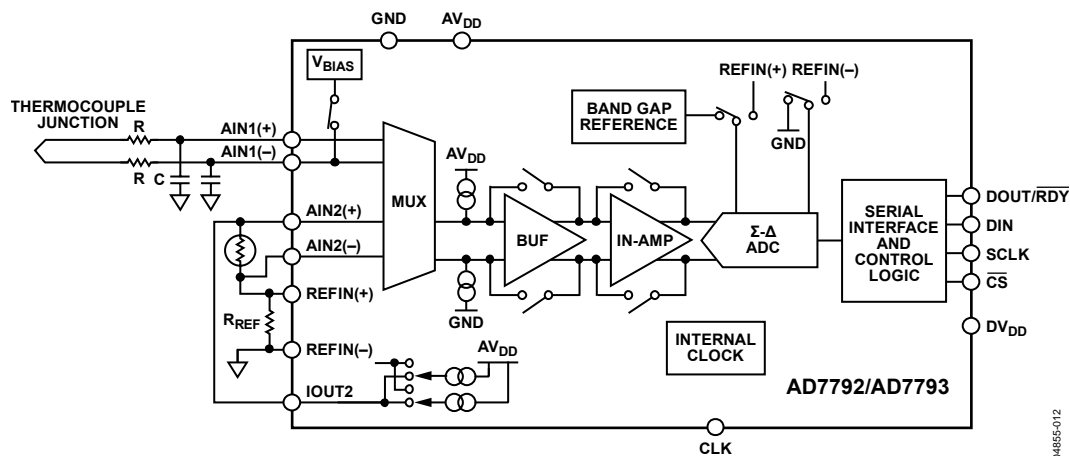 GND
AVDD
VBIAS
REFIN(+) REFIN(–)
THERMOCOUPLE
JUNCTION
R
AIN1(+)
BAND GAP
REFERENCE
GND
AIN1(–)
R
C
AVDD
MUX
AIN2(+)
BUF
IN-AMP
Σ-Δ
ADC
SERIAL
INTERFACE
AND
CONTROL
LOGIC
DOUT/RDY
DIN
SCLK
CS
AIN2(–)
REFIN(+)
GND
RREF
INTERNAL
CLOCK
DVDD
REFIN(–)
AVDD
IOUT2
AD7792/AD7793
CLK
04855-012